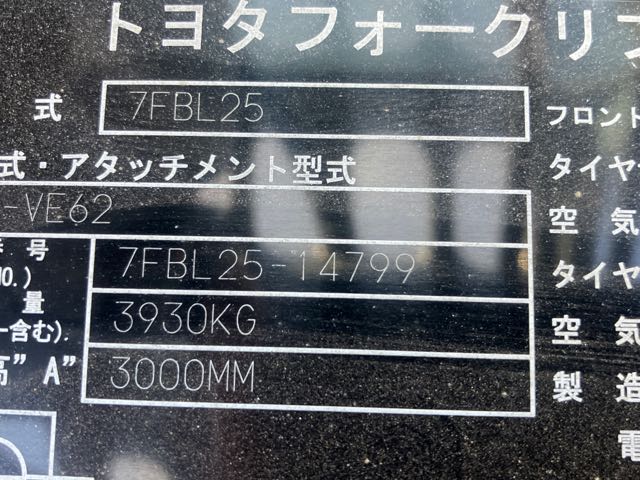 トヨタフォークリフ
式 7FBL25 フロント
式・アタッチメント型式 タイヤ
-VE62 空気
番号 7FBL25-14799 タイヤ
NO.)
量 3930KG 空気
ー含む).
高"A" 3000MM 製造
電